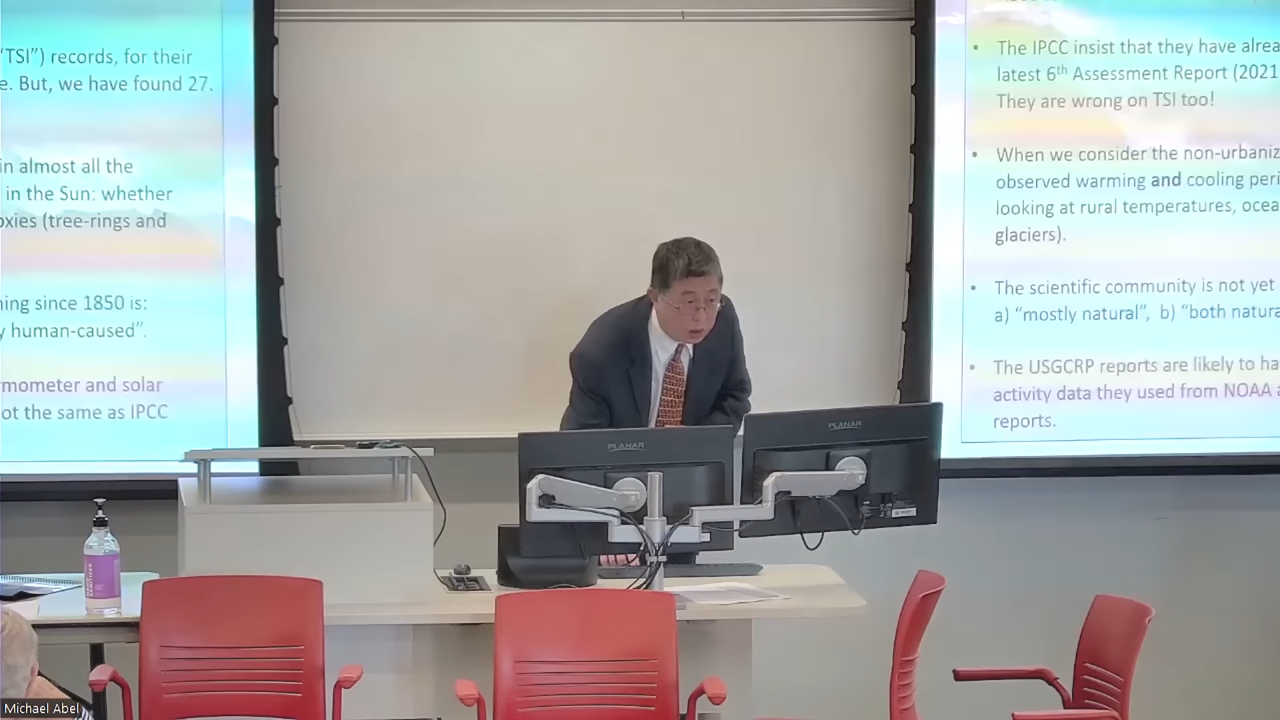 “TSI”) records, for their
e. But, we have found 27.
in almost all the
in the Sun: whether
oxies (tree-rings and
ning since 1850 is:
y human-caused”.
rmometer and solar
ot the same as IPCC
• The IPCC insist that they have alrea
latest 6th Assessment Report (2021
They are wrong on TSI too!
• When we consider the non-urbaniz
observed warming and cooling peri
looking at rural temperatures, ocea
glaciers).
• The scientific community is not yet
a) “mostly natural”, b) “both natura
• The USGCRP reports are likely to ha
activity data they used from NOAA a
reports.
PLANAR
PLANAR
Michael Abel